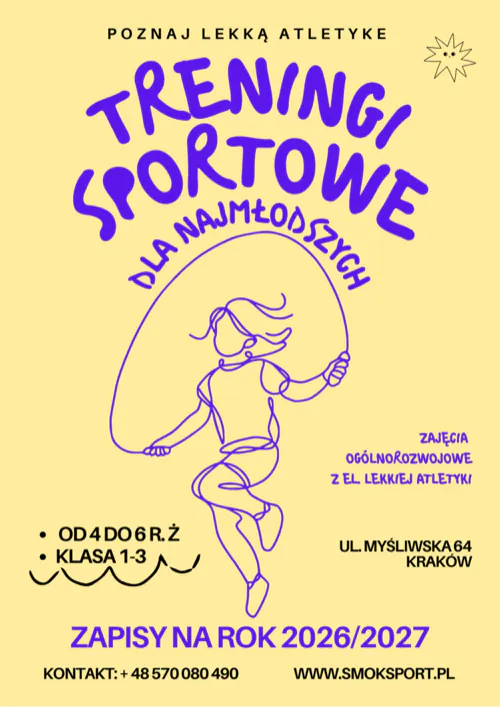 POZNAJ LEKKĄ ATLETYKE
TRENINGI
SPORTOWE
DLA NAJMŁODSZYCH
ZAJĘCIA
OGÓLNOROZWOJOWE
Z EL. LEKKIEJ ATLETYKI
• OD 4 DO 6 R. Ż
• KLASA 1-3
UL. MYŚLIWSKA 64
KRAKÓW
ZAPISY NA ROK 2026/2027
KONTAKT: + 48 570 080 490
WWW.SMOKSPORT.PL